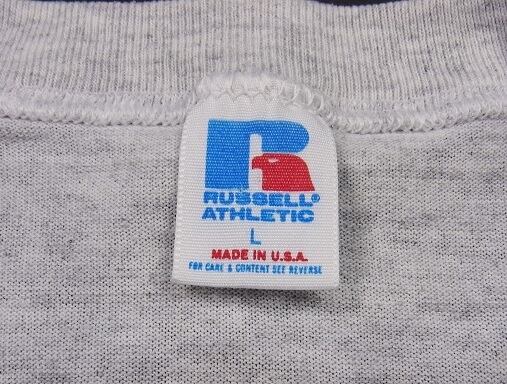 R
RUSSELL®
ATHLETIC
L
MADE IN U.S.A.
FOR CARE & CONTENT SEE REVERSE